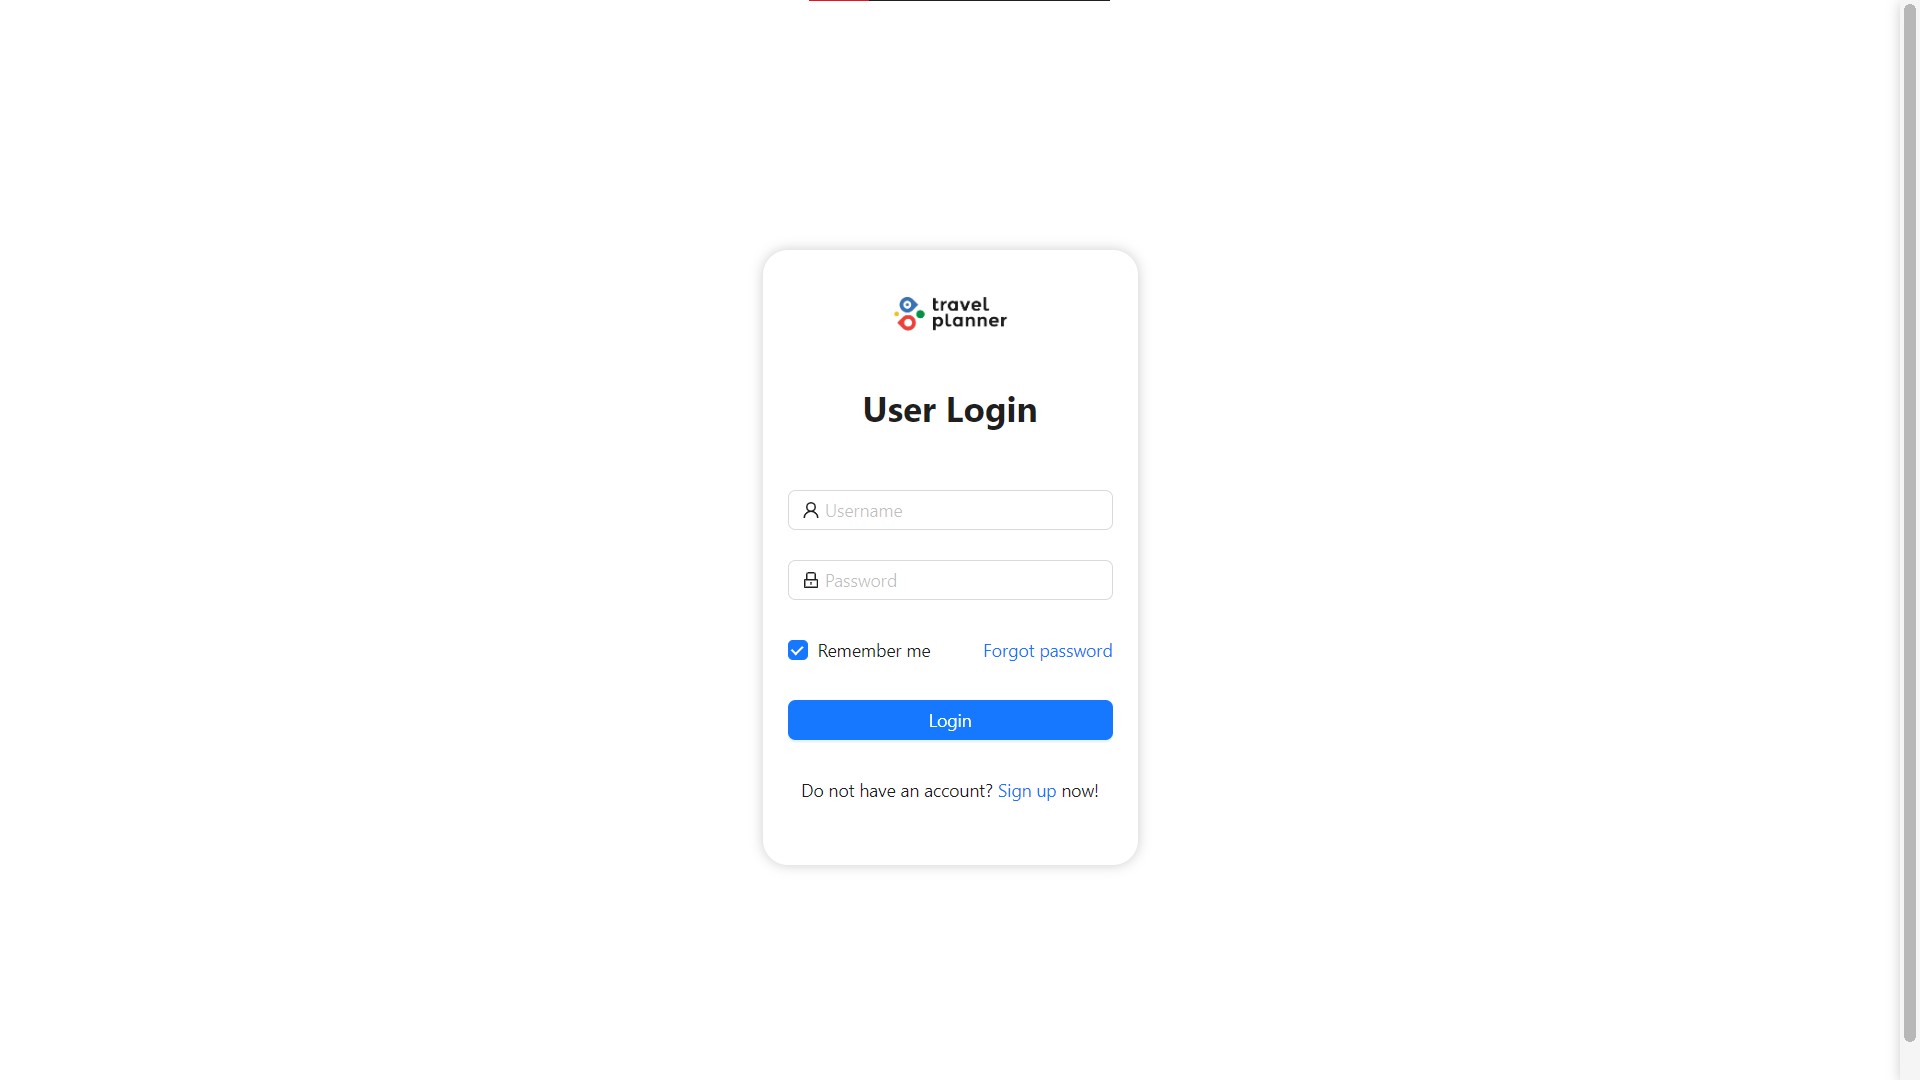 travel
planner
User Login
Username
Password
Remember me Forgot password
Login
Do not have an account? Sign up now!